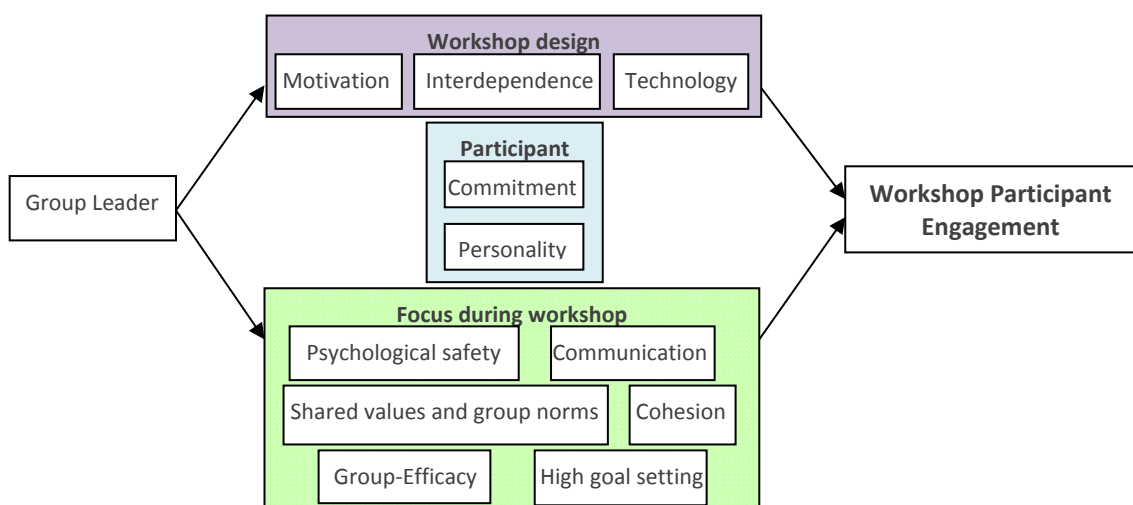 Workshop design
Motivation
Interdependence
Technology
Participant
Commitment
Personality
Group Leader
Workshop Participant
Engagement
Focus during workshop
Psychological safety
Communication
Shared values and group norms
Cohesion
Group-Efficacy
High goal setting